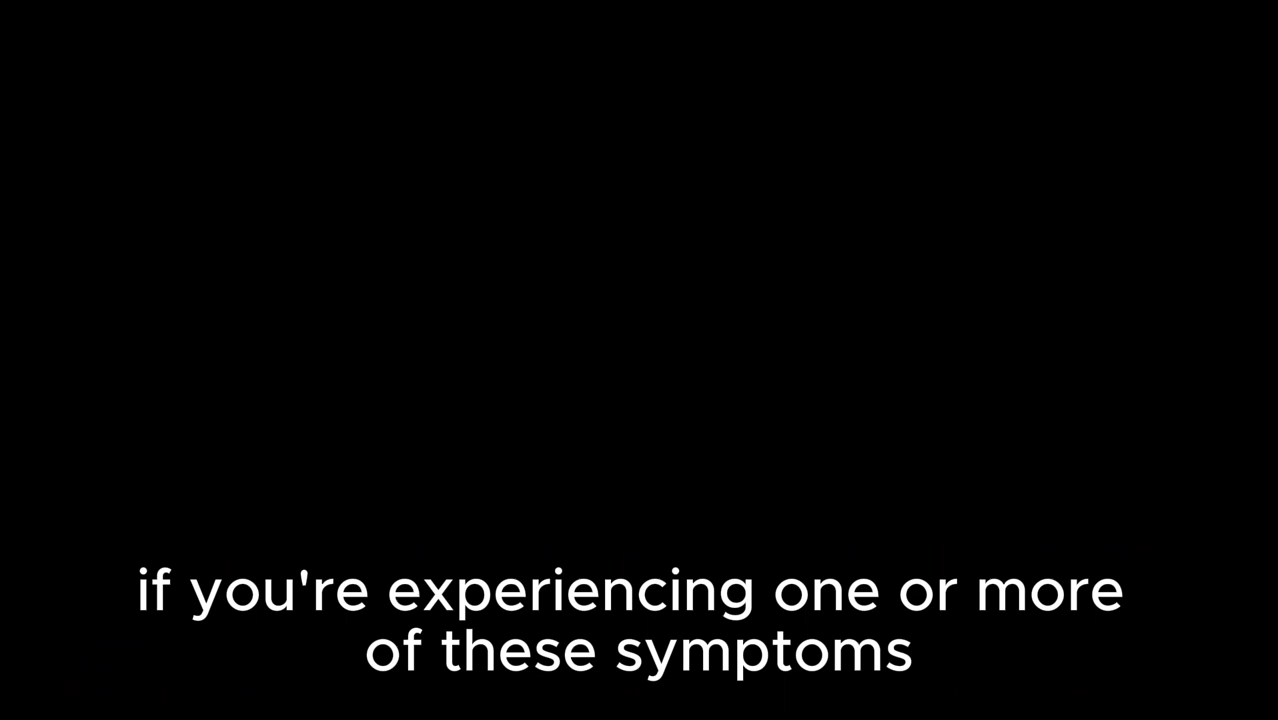 if you're experiencing one or more
of these symptoms